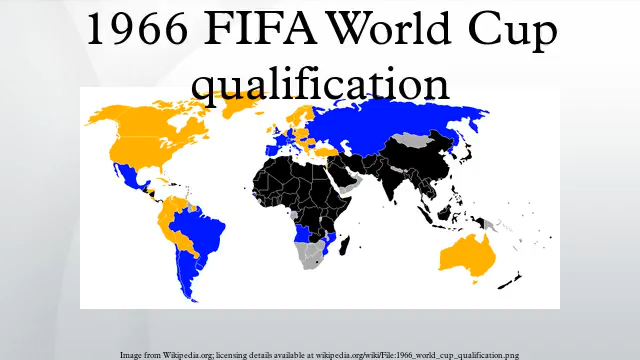 1966 FIFA World Cup
qualification
Image from Wikipedia.org; licensing details available at wikipedia.org/wiki/File:1966_world_cup_qualification.png